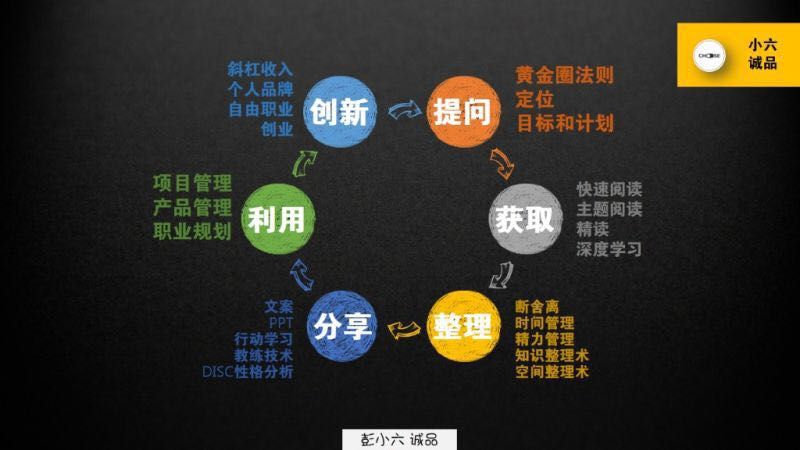 小六
诚品
CHOOSE
斜杠收入
个人品牌
自由职业
创业
创新
提问
黄金圈法则
定位
目标和计划
项目管理
产品管理
职业规划
利用
获取
快速阅读
主题阅读
精读
深度学习
文案
PPT
行动学习
教练技术
DISC性格分析
分享
整理
断舍离
时间管理
精力管理
知识整理术
空间整理术
彭小六 诚品